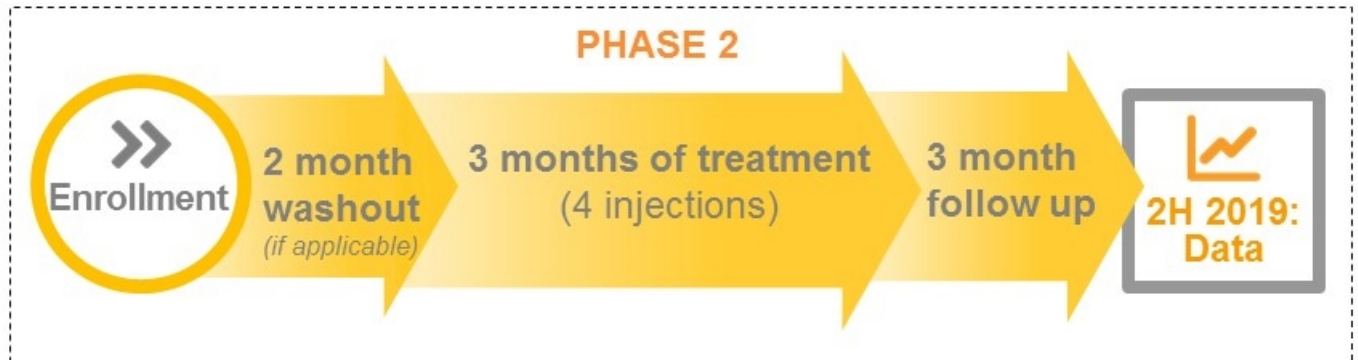 PHASE 2
Enrollment
2 month
washout
(if applicable)
3 months of treatment
(4 injections)
3 month
follow up
2H 2019:
Data